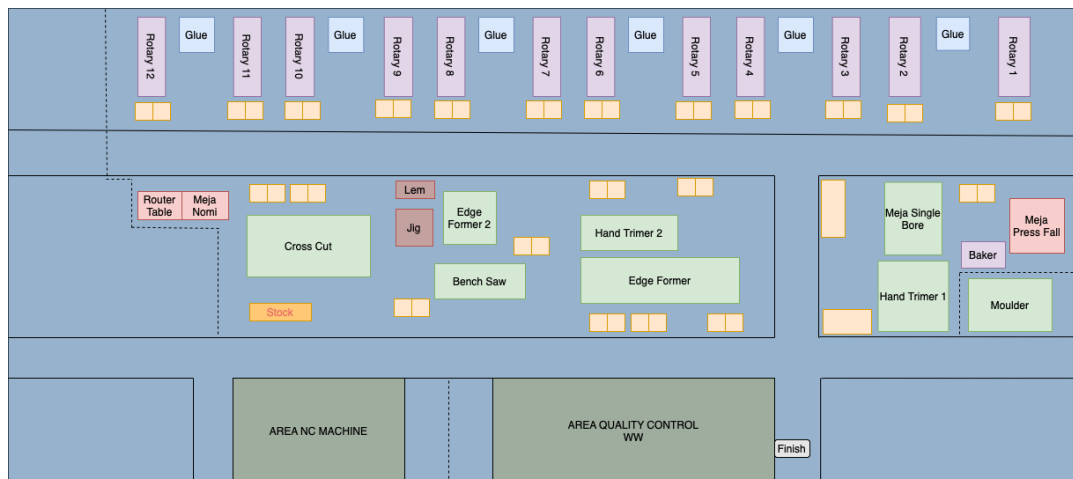 Rotary 12
Glue
Rotary 11
Rotary 10
Glue
Rotary 9
Rotary 8
Glue
Rotary 7
Rotary 6
Glue
Rotary 5
Rotary 4
Glue
Rotary 3
Rotary 2
Glue
Rotary 1
Router
Table
Meja
Nomi
Cross Cut
Stock
Lem
Jig
Edge
Former 2
Bench Saw
Hand Trimer 2
Edge Former
Meja Single
Bore
Hand Trimer 1
Baker
Meja
Press Fall
Moulder
AREA NC MACHINE
AREA QUALITY CONTROL
WW
Finish